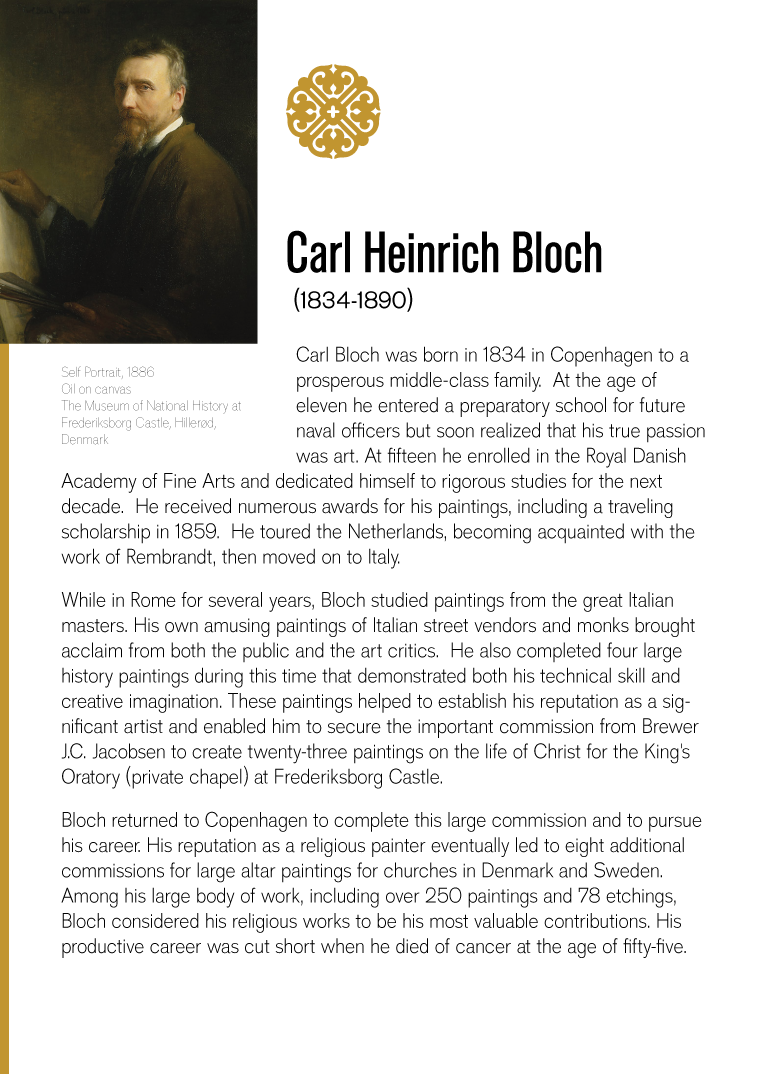 Carl Heinrich Bloch
(1834-1890)
Self Portrait, 1886
Oil on canvas
The Museum of National History at
Frederiksborg Castle, Hillerød,
Denmark
Carl Bloch was born in 1834 in Copenhagen to a
prosperous middle-class family.  At the age of
eleven he entered a preparatory school for future
naval officers but soon realized that his true passion
was art. At fifteen he enrolled in the Royal Danish
Academy of Fine Arts and dedicated himself to rigorous studies for the next
decade.  He received numerous awards for his paintings, including a traveling
scholarship in 1859.  He toured the Netherlands, becoming acquainted with the
work of Rembrandt, then moved on to Italy.
While in Rome for several years, Bloch studied paintings from the great Italian
masters. His own amusing paintings of Italian street vendors and monks brought
acclaim from both the public and the art critics.  He also completed four large
history paintings during this time that demonstrated both his technical skill and
creative imagination. These paintings helped to establish his reputation as a sig-
nificant artist and enabled him to secure the important commission from Brewer
J.C. Jacobsen to create twenty-three paintings on the life of Christ for the King's
Oratory (private chapel) at Frederiksborg Castle.
Bloch returned to Copenhagen to complete this large commission and to pursue
his career. His reputation as a religious painter eventually led to eight additional
commissions for large altar paintings for churches in Denmark and Sweden.
Among his large body of work, including over 250 paintings and 78 etchings,
Bloch considered his religious works to be his most valuable contributions. His
productive career was cut short when he died of cancer at the age of fifty-five.